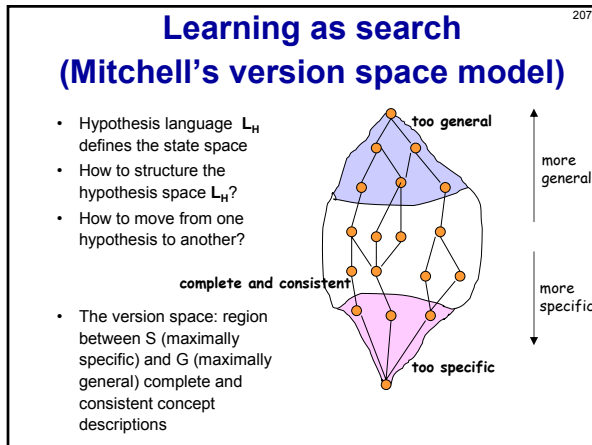 207
Learning as search
(Mitchell's version space model)
• Hypothesis language LH
defines the state space
• How to structure the
hypothesis space LH?
• How to move from one
hypothesis to another?
• The version space: region
between S (maximally
specific) and G (maximally
general) complete and
consistent concept
descriptions
too general
complete and consistent
too specific
more
general
more
specific